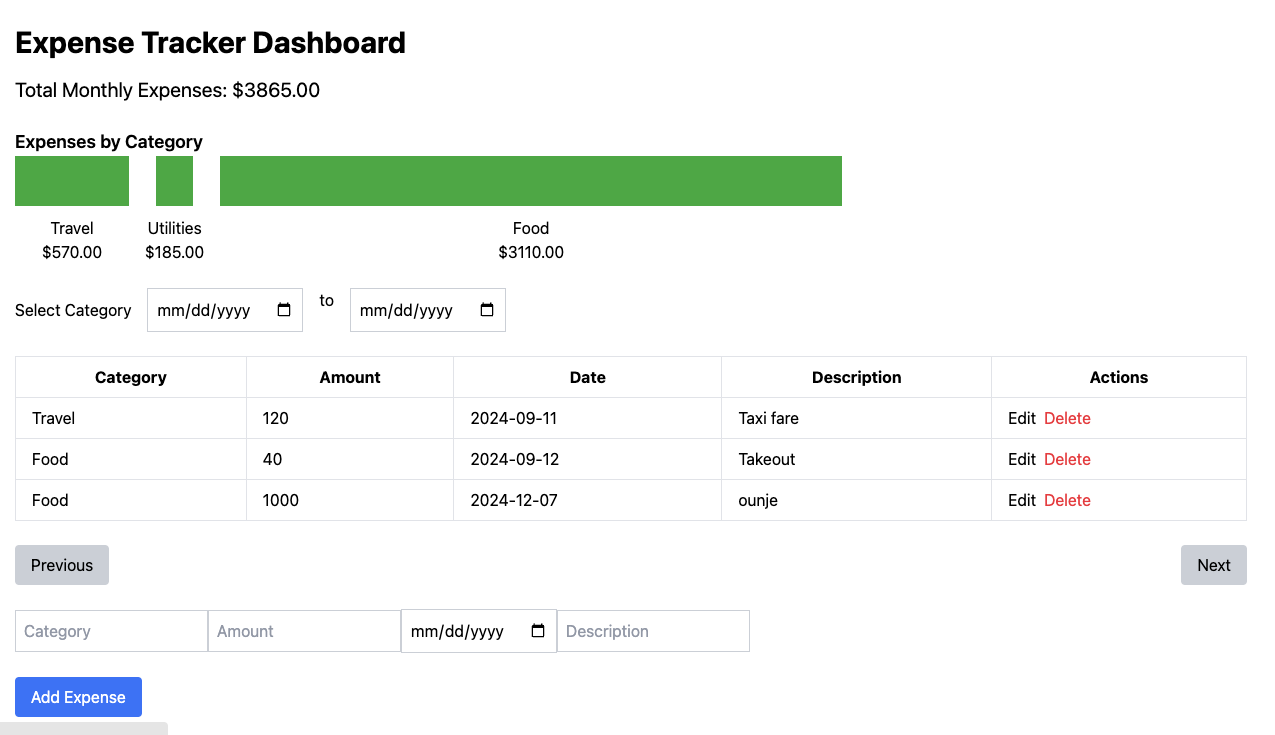 Expense Tracker Dashboard
Total Monthly Expenses: $3865.00
Expenses by Category
Travel Utilities Food
$570.00 $185.00 $3110.00
Select Category mm/dd/yyyy to mm/dd/yyyy
Category Amount Date Description Actions
Travel 120 2024-09-11 Taxi fare Edit Delete
Food 40 2024-09-12 Takeout Edit Delete
Food 1000 2024-12-07 ounje Edit Delete
Previous Next
Category Amount mm/dd/yyyy Description
Add Expense